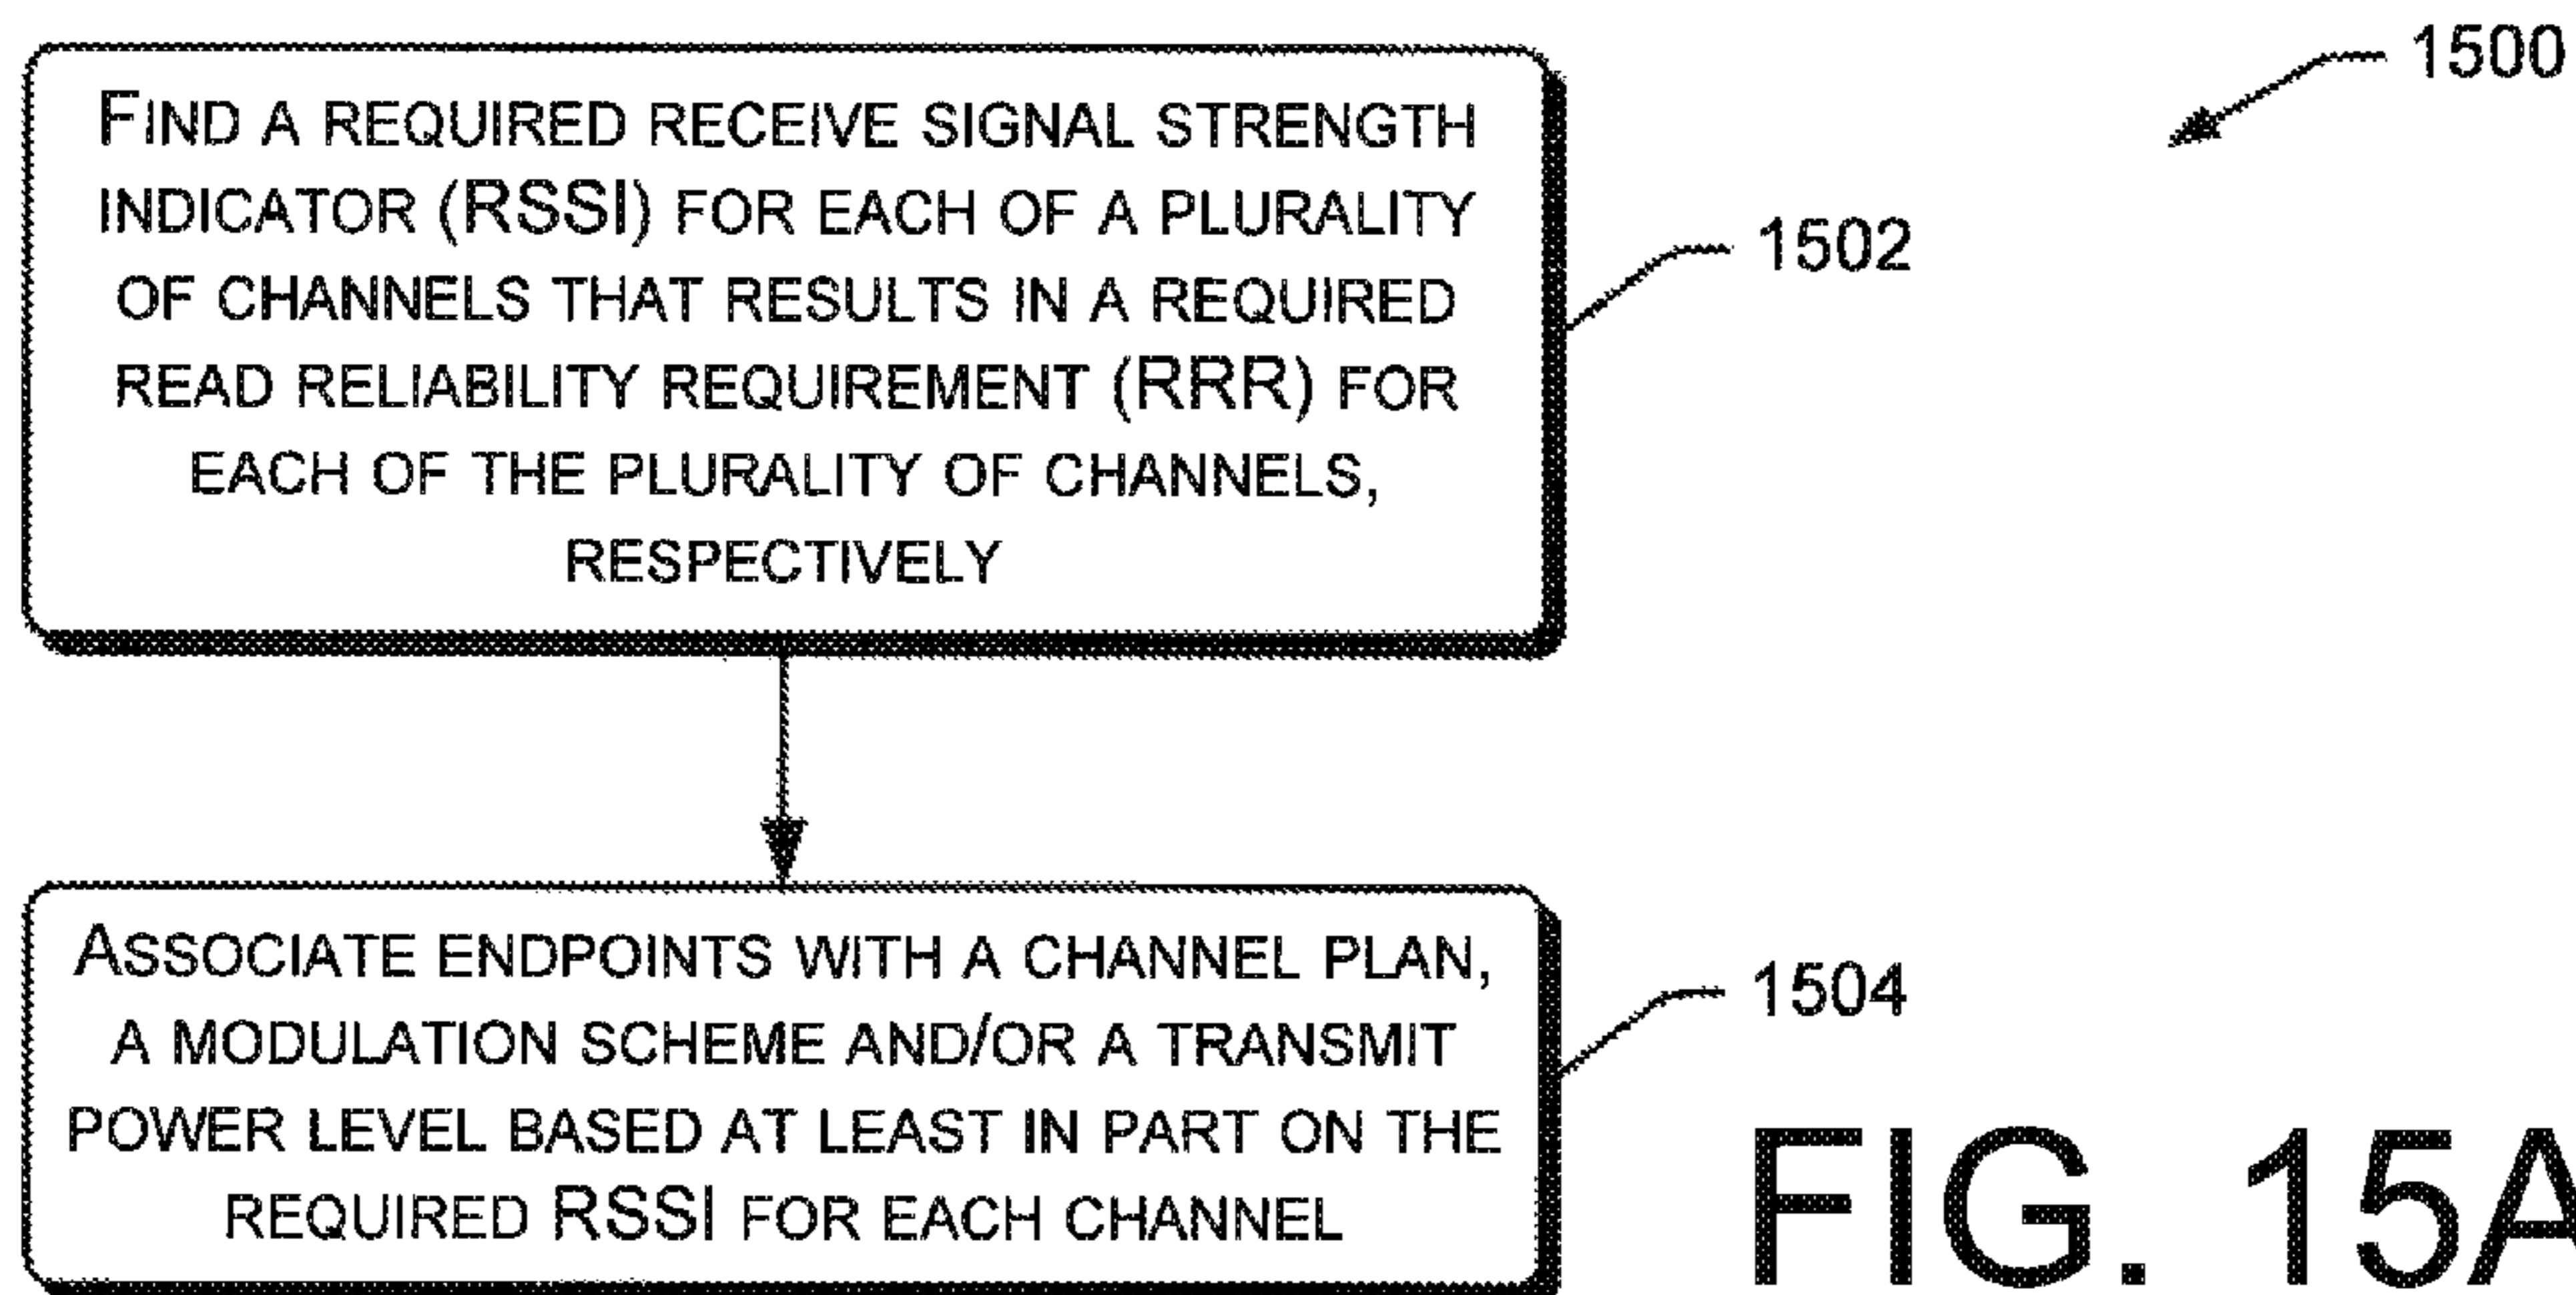 1500
FIND A REQUIRED RECEIVE SIGNAL STRENGTH
INDICATOR (RSSI) FOR EACH OF A PLURALITY
OF CHANNELS THAT RESULTS IN A REQUIRED
READ RELIABILITY REQUIREMENT (RRR) FOR
EACH OF THE PLURALITY OF CHANNELS,
RESPECTIVELY
1502
ASSOCIATE ENDPOINTS WITH A CHANNEL PLAN,
A MODULATION SCHEME AND/OR A TRANSMIT
POWER LEVEL BASED AT LEAST IN PART ON THE
REQUIRED RSSI FOR EACH CHANNEL
1504
FIG. 15A